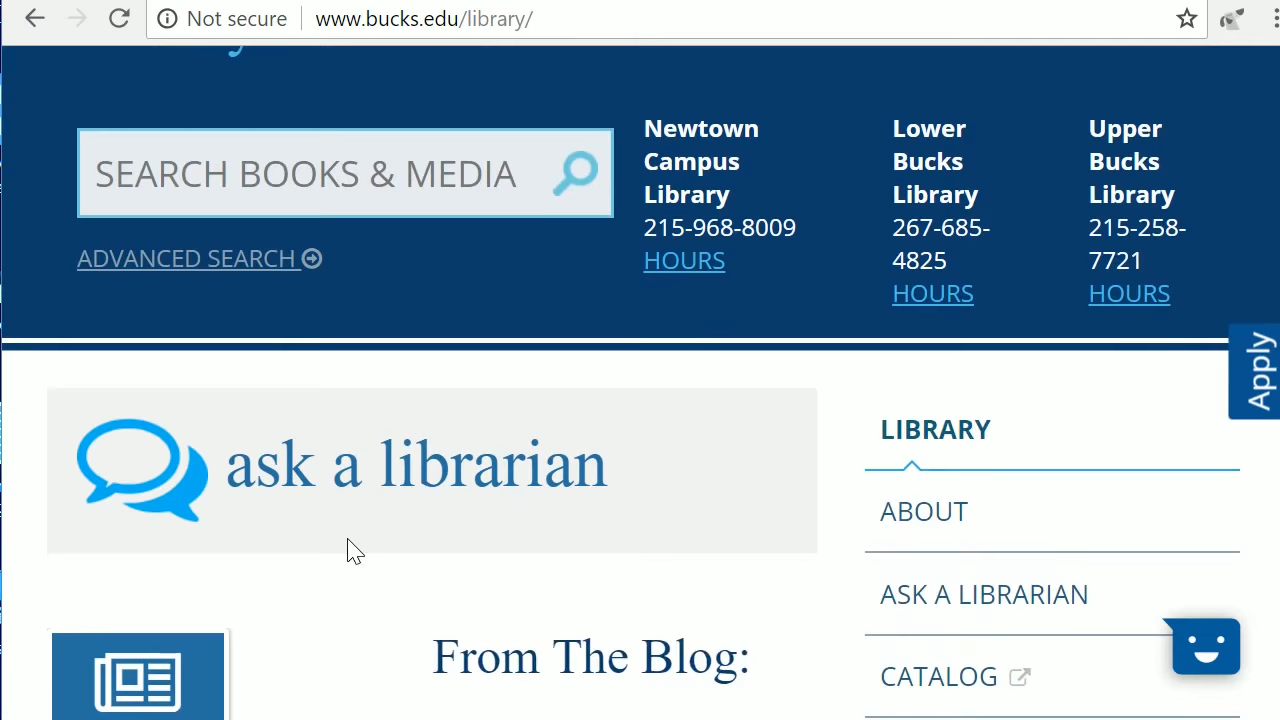 Not secure
www.bucks.edu/library/
SEARCH BOOKS & MEDIA
ADVANCED SEARCH
Newtown
Campus
Library
215-968-8009
HOURS
Lower
Bucks
Library
267-685-
4825
HOURS
Upper
Bucks
Library
215-258-
7721
HOURS
Apply
ask a librarian
From The Blog:
LIBRARY
ABOUT
ASK A LIBRARIAN
CATALOG